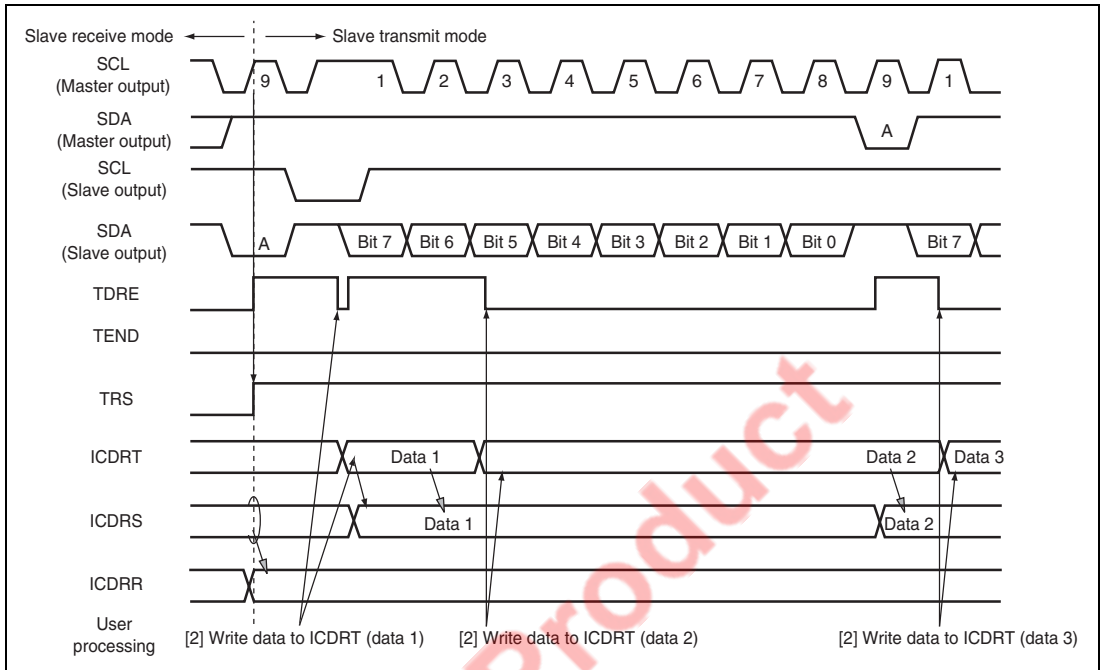 Slave receive mode Slave transmit mode
SCL
(Master output)
9 1 2 3 4 5 6 7 8 9 1
SDA
(Master output)
A
SCL
(Slave output)
SDA
(Slave output)
A Bit 7 Bit 6 Bit 5 Bit 4 Bit 3 Bit 2 Bit 1 Bit 0 Bit 7
TDRE
TEND
TRS
ICDRT
Data 1 Data 2 Data 3
ICDRS
Data 1 Data 2
ICDRR
User
processing
[2] Write data to ICDRT (data 1) [2] Write data to ICDRT (data 2) [2] Write data to ICDRT (data 3)
Product